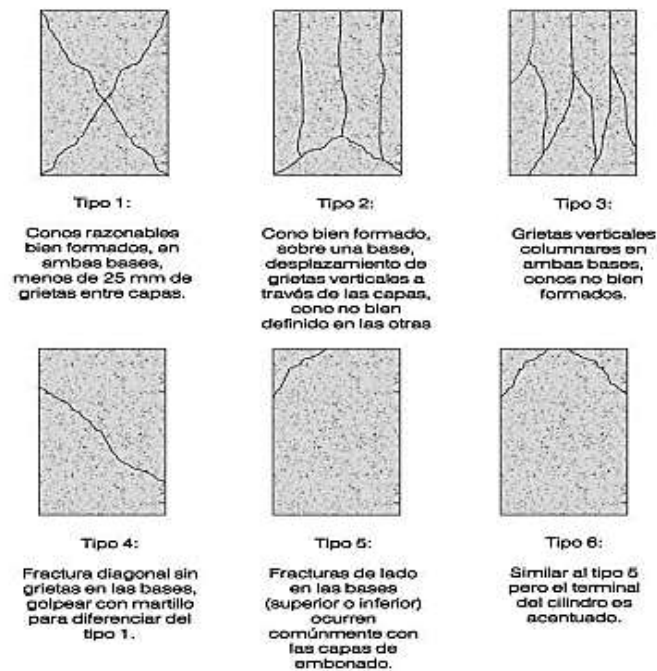 Tipo 1:
Conos razonables
bien formados, en
ambas bases,
menos de 25 mm de
grietas entre capas.
Tipo 2:
Cono bien formado,
sobre una base,
desplazamiento de
grietas verticales a
través de las capas,
cono no bien
definido en las otras
Tipo 3:
Grietas verticales
columnares en
ambas bases,
conos no bien
formados.
Tipo 4:
Fractura diagonal sin
grietas en las bases,
golpear con martillo
para diferenciar del
tipo 1.
Tipo 5:
Fracturas de lado
en las bases
(superior o inferior)
ocurren
comúnmente con
las capas de
embonado.
Tipo 6:
Similar al tipo 5
pero el terminal
del cilindro es
acentuado.